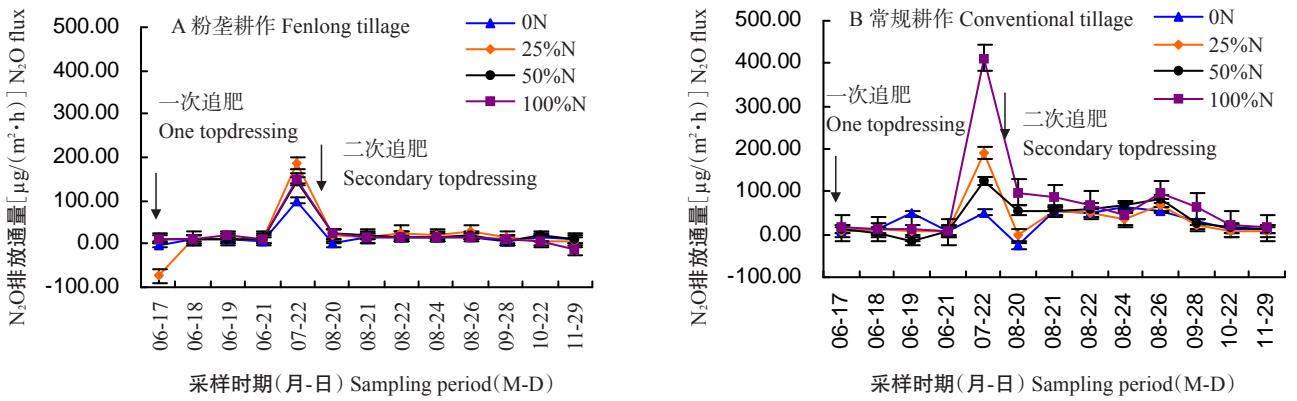 A 粉垄耕作 Fenlong tillage
0N
25%N
50%N
100%N
一次追肥
One topdressing
二次追肥
Secondary topdressing
500.00
400.00
300.00
200.00
100.00
0.00
-100.00
N₂O排放通量[μg/(m²·h)] N₂O flux
06-17
06-18
06-19
06-21
07-22
08-20
08-21
08-22
08-24
08-26
09-28
10-22
11-29
采样时期(月-日) Sampling period(M-D)
B 常规耕作 Conventional tillage
0N
25%N
50%N
100%N
一次追肥
One topdressing
二次追肥
Secondary topdressing
500.00
400.00
300.00
200.00
100.00
0.00
-100.00
N₂O排放通量[μg/(m²·h)] N₂O flux
06-17
06-18
06-19
06-21
07-22
08-20
08-21
08-22
08-24
08-26
09-28
10-22
11-29
采样时期(月-日) Sampling period(M-D)